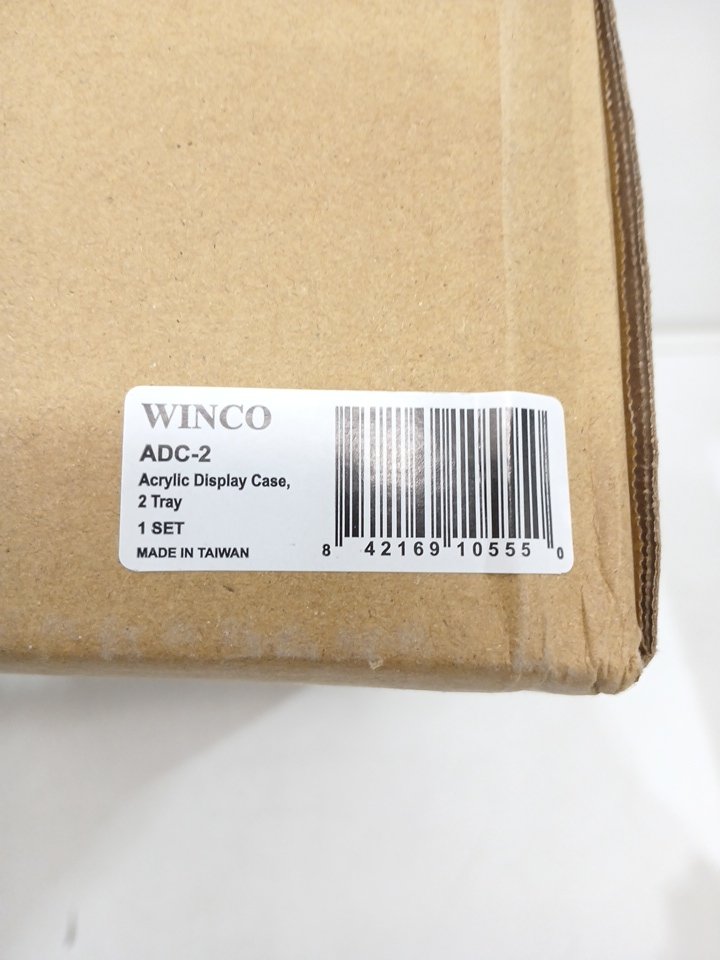 WINCO
ADC-2
Acrylic Display Case,
2 Tray
1 SET
MADE IN TAIWAN
8 42169 10555 0